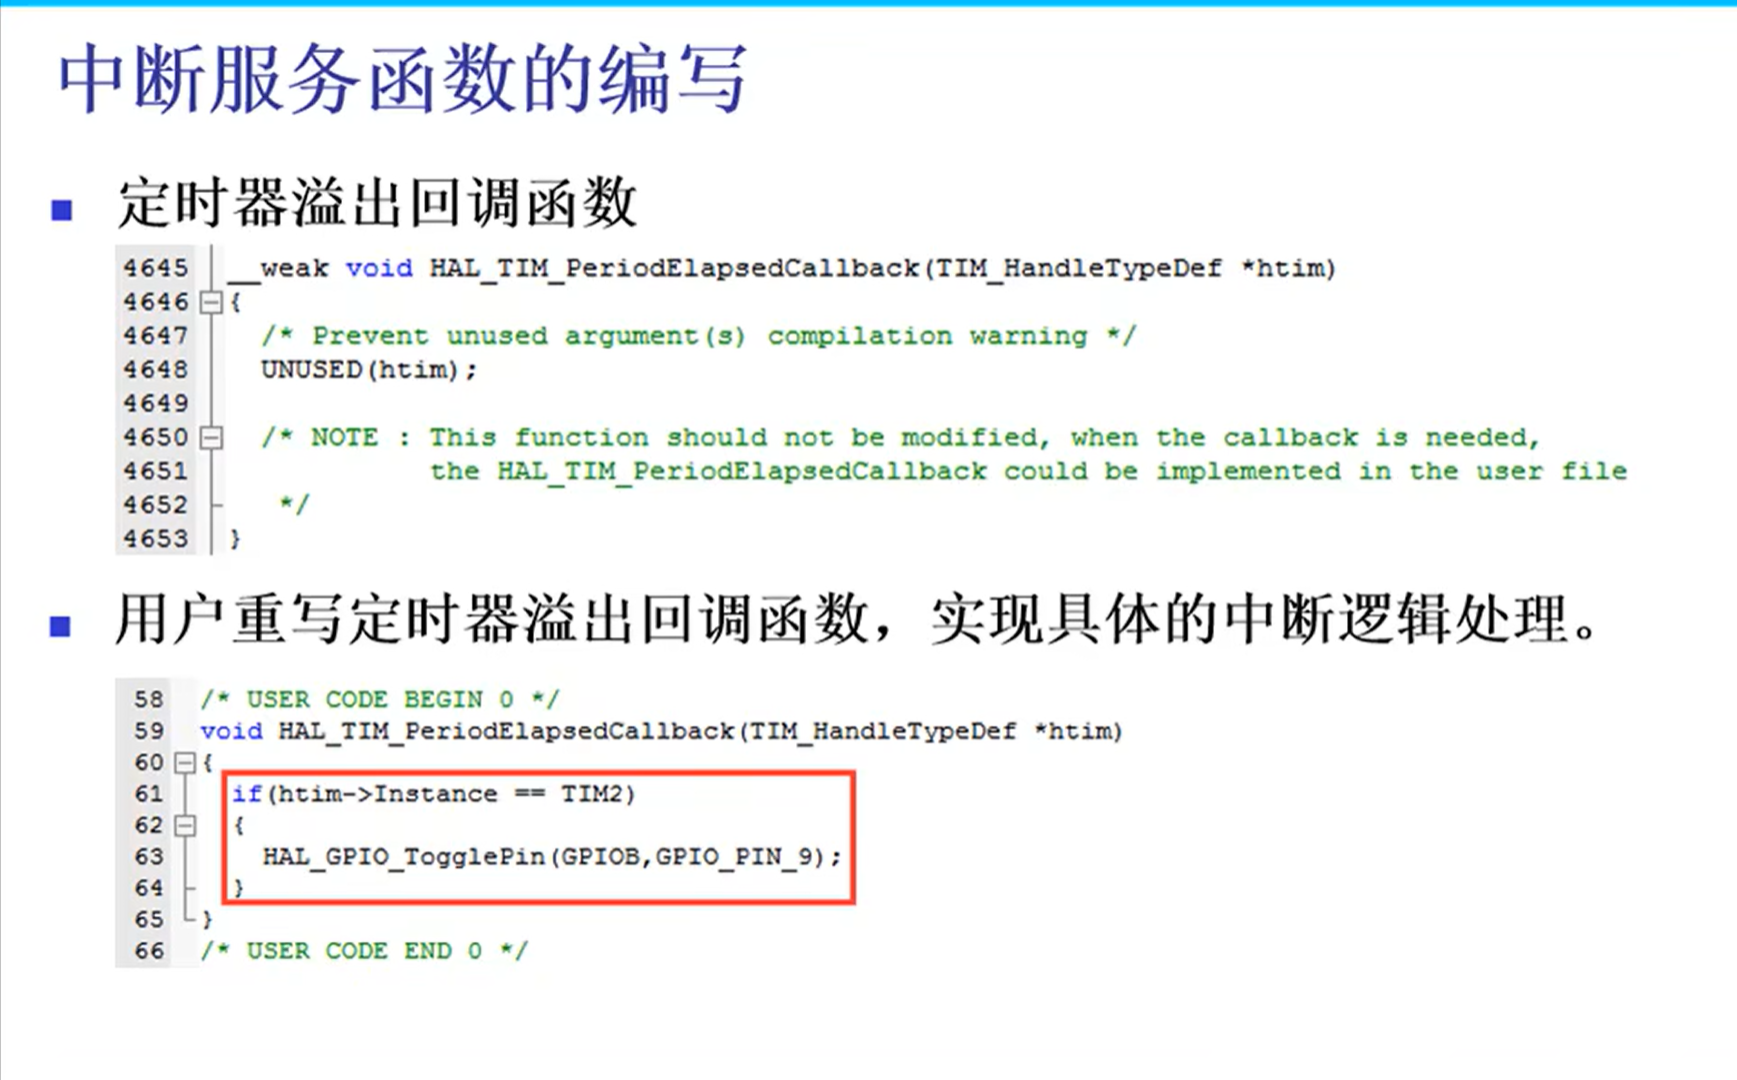 中断服务函数的编写
定时器溢出回调函数
4645 __weak void HAL_TIM_PeriodElapsedCallback(TIM_HandleTypeDef *htim)
4646 {
4647 /* Prevent unused argument(s) compilation warning */
4648 UNUSED(htim);
4649
4650 /* NOTE : This function should not be modified, when the callback is needed,
4651 the HAL_TIM_PeriodElapsedCallback could be implemented in the user file
4652 */
4653 }
用户重写定时器溢出回调函数，实现具体的中断逻辑处理。
58 /* USER CODE BEGIN 0 */
59 void HAL_TIM_PeriodElapsedCallback(TIM_HandleTypeDef *htim)
60 {
61 if(htim->Instance == TIM2)
62 {
63 HAL_GPIO_TogglePin(GPIOB,GPIO_PIN_9);
64 }
65 }
66 /* USER CODE END 0 */